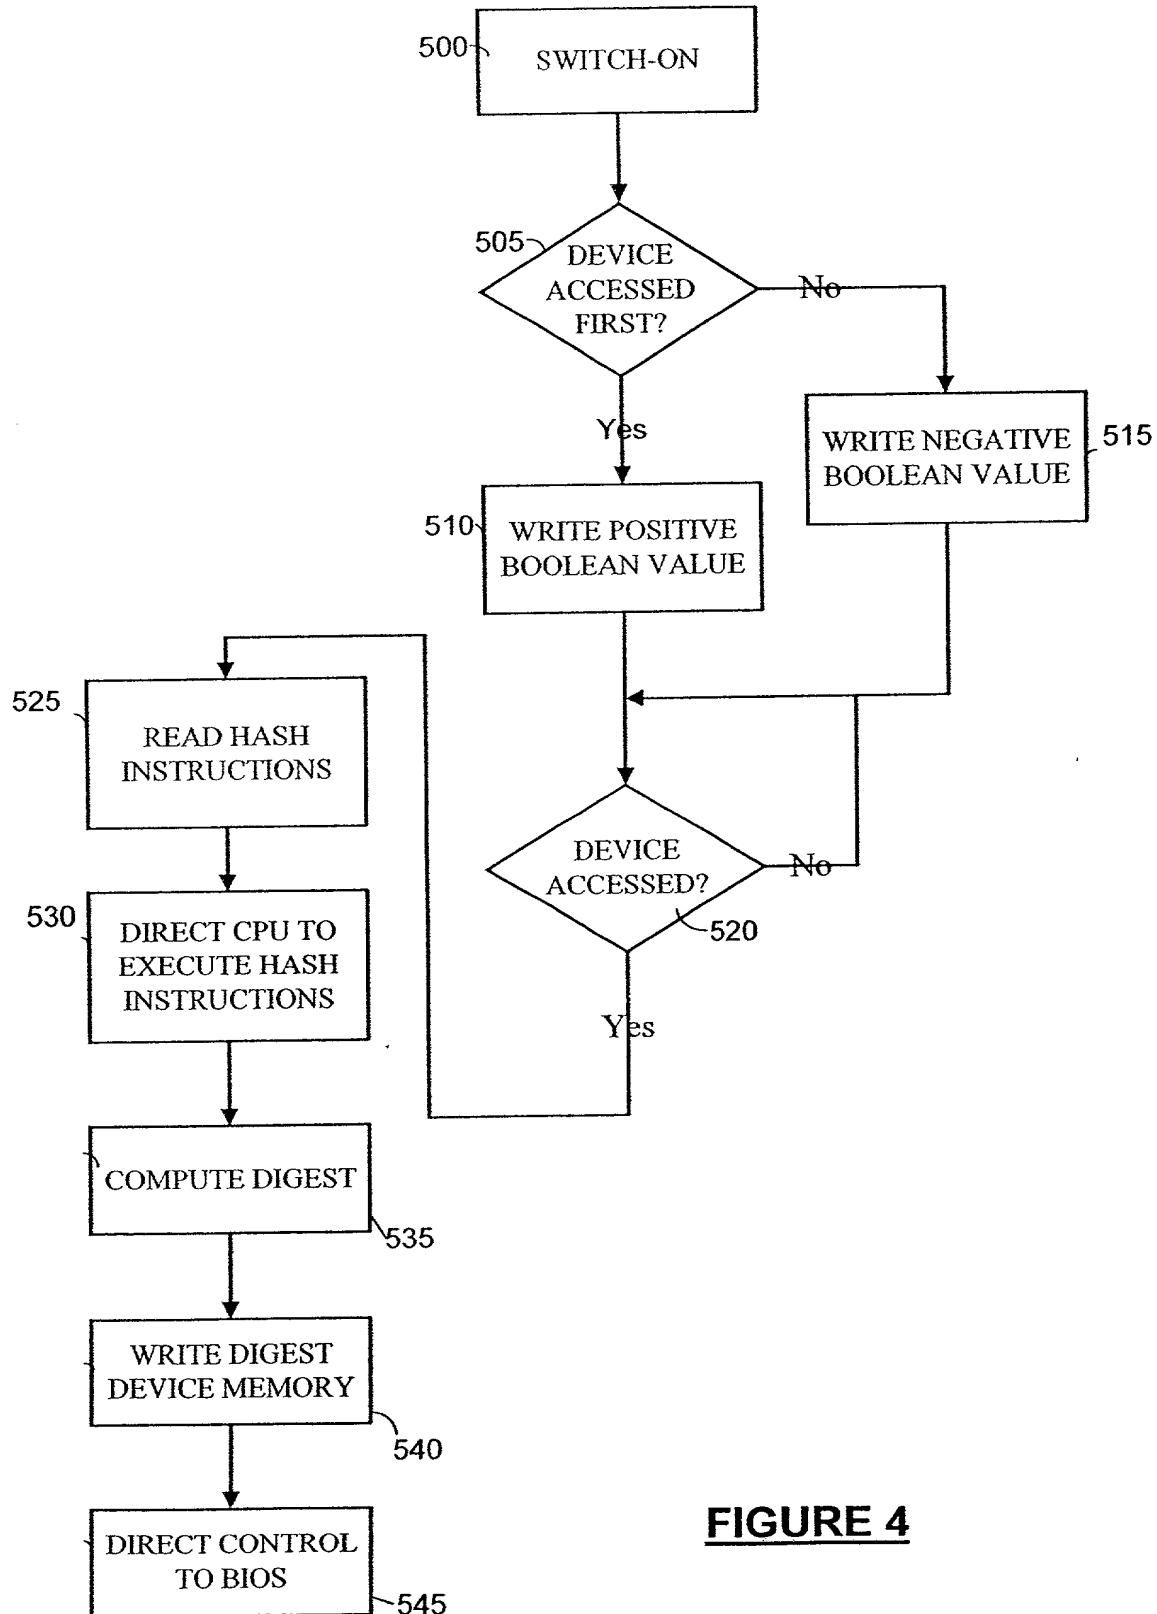 500
SWITCH-ON
505
DEVICE
ACCESSED
FIRST?
No
Yes
WRITE NEGATIVE
BOOLEAN VALUE
515
510
WRITE POSITIVE
BOOLEAN VALUE
525
READ HASH
INSTRUCTIONS
DEVICE
ACCESSED?
No
520
Yes
530
DIRECT CPU TO
EXECUTE HASH
INSTRUCTIONS
COMPUTE DIGEST
535
WRITE DIGEST
DEVICE MEMORY
540
DIRECT CONTROL
TO BIOS
545
FIGURE 4